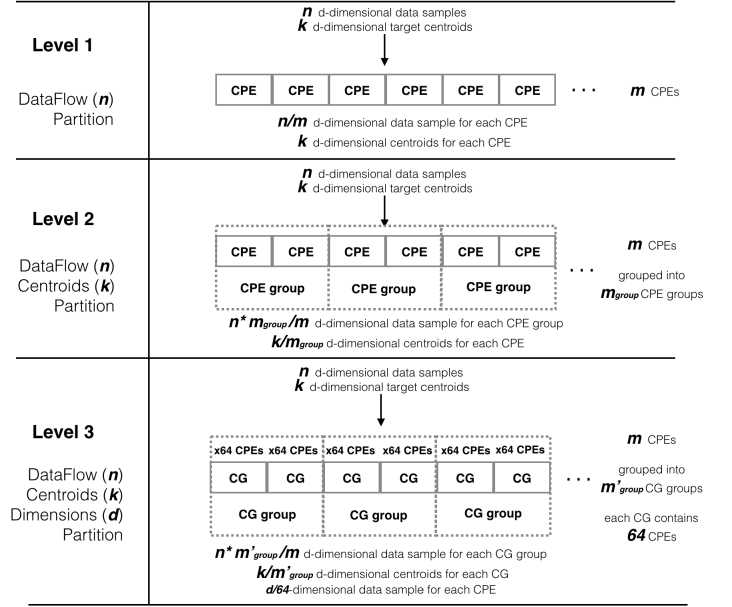 n d-dimensional data samples
k d-dimensional target centroids
Level 1
DataFlow (n)
Partition
CPE CPE CPE CPE CPE CPE ... m CPEs
n/m d-dimensional data sample for each CPE
k d-dimensional centroids for each CPE
n d-dimensional data samples
k d-dimensional target centroids
Level 2
DataFlow (n)
Centroids (k)
Partition
CPE CPE CPE CPE CPE CPE
CPE group CPE group CPE group
...
m CPEs
grouped into
mgroup CPE groups
n* mgroup/m d-dimensional data sample for each CPE group
k/mgroup d-dimensional centroids for each CPE
n d-dimensional data samples
k d-dimensional target centroids
Level 3
DataFlow (n)
Centroids (k)
Dimensions (d)
Partition
x64 CPEs x64 CPEs x64 CPEs x64 CPEs x64 CPEs x64 CPEs
CG CG CG CG CG CG
CG group CG group CG group
...
m CPEs
grouped into
m'group CG groups
each CG contains
64 CPEs
n* m'group/m d-dimensional data sample for each CG group
k/m'group d-dimensional centroids for each CG
d/64-dimensional data sample for each CPE